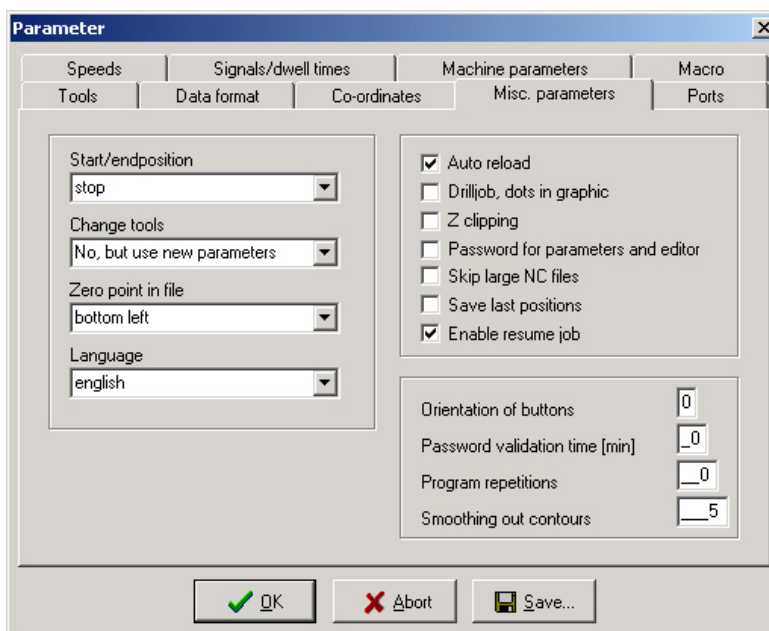 Parameter
Speeds
Signals/dwell times
Machine parameters
Macro
Tools
Data format
Co-ordinates
Misc. parameters
Ports
Start/endposition
stop
Change tools
No, but use new parameters
Zero point in file
bottom left
Language
english
Auto reload
Drilljob, dots in graphic
Z clipping
Password for parameters and editor
Skip large NC files
Save last positions
Enable resume job
Orientation of buttons 0
Password validation time [min] _0
Program repetitions __0
Smoothing out contours ___5
OK
Abort
Save...